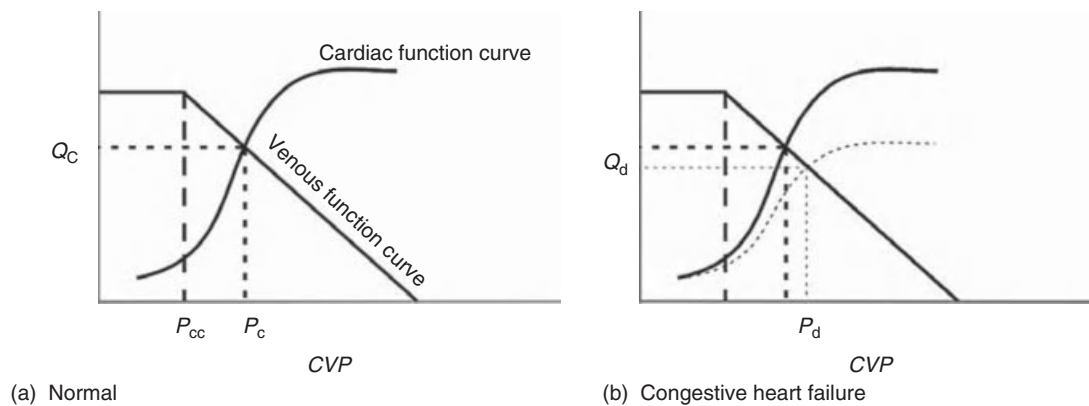 Cardiac function curve
Q_C
Venous function curve
P_cc P_c
CVP
(a) Normal
Q_d
P_d
CVP
(b) Congestive heart failure